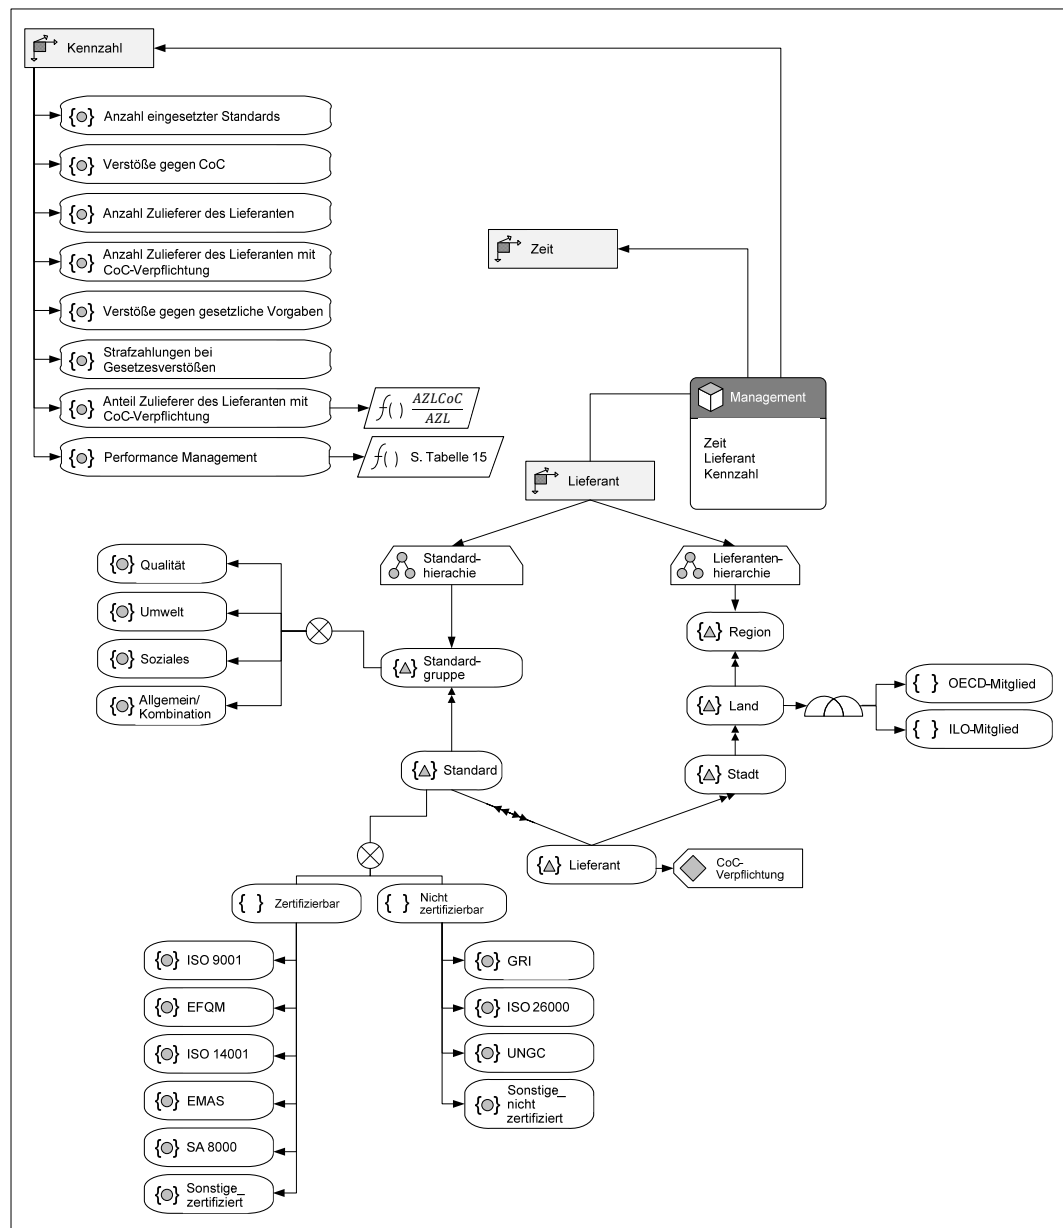 Kennzahl
Anzahl eingesetzter Standards
Verstöße gegen CoC
Anzahl Zulieferer des Lieferanten
Anzahl Zulieferer des Lieferanten mit
CoC-Verpflichtung
Verstöße gegen gesetzliche Vorgaben
Strafzahlungen bei
Gesetzesverstößen
Anteil Zulieferer des Lieferanten mit
CoC-Verpflichtung
f( ) AZLCoC
AZL
Performance Management
f( ) S. Tabelle 15
Zeit
Management
Zeit
Lieferant
Kennzahl
Lieferant
Standard-
hierachie
Lieferanten-
hierarchie
Qualität
Umwelt
Soziales
Allgemein/
Kombination
Standard-
gruppe
Region
Land
OECD-Mitglied
ILO-Mitglied
Standard
Stadt
Lieferant
CoC-
Verpflichtung
{ } Zertifizierbar
{ } Nicht
zertifizierbar
ISO 9001
EFQM
ISO 14001
EMAS
SA 8000
Sonstige_
zertifiziert
GRI
ISO 26000
UNGC
Sonstige_
nicht
zertifiziert